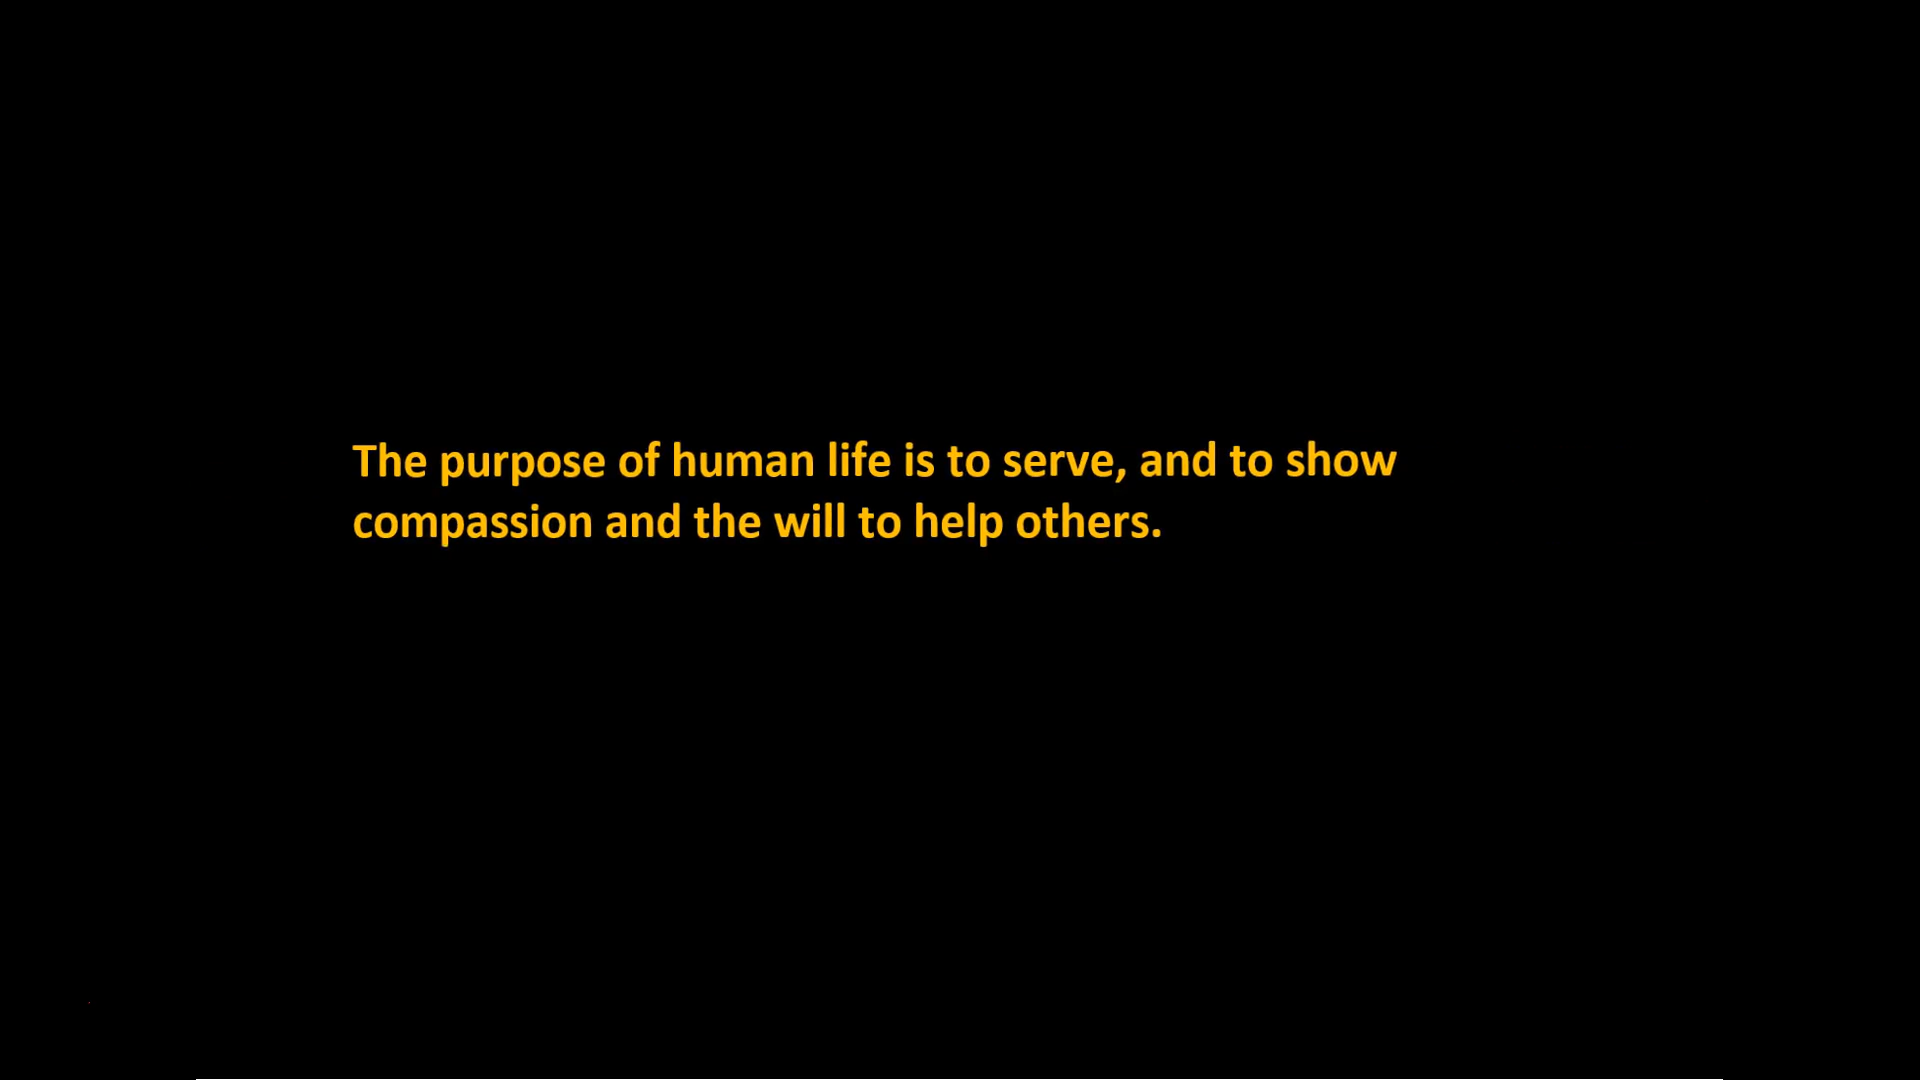 The purpose of human life is to serve, and to show
compassion and the will to help others.